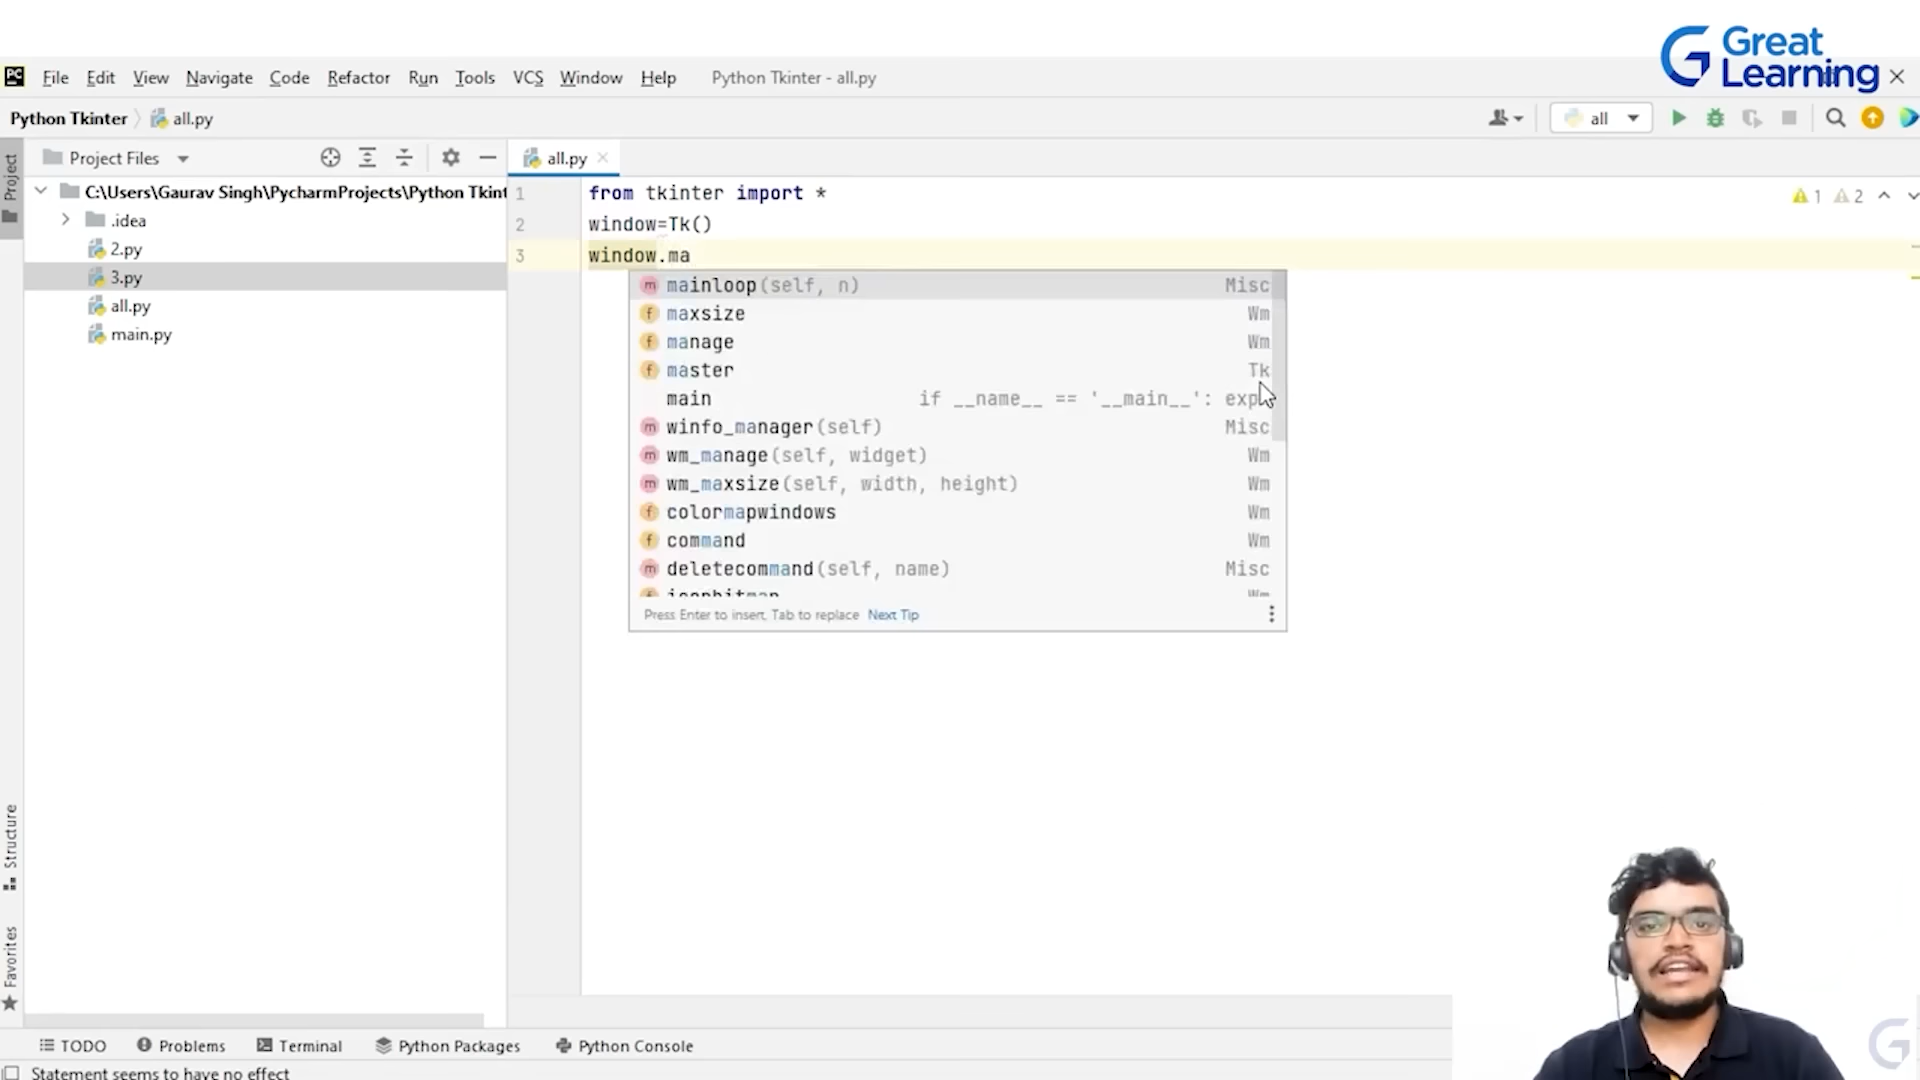 Great
Learning
File Edit View Navigate Code Refactor Run Tools VCS Window Help Python Tkinter - all.py
Python Tkinter all.py
all
Project
Project Files
all.py
C:\Users\Gaurav Singh\PycharmProjects\Python Tkint
.idea
2.py
3.py
all.py
main.py
1 from tkinter import *
2 window=Tk()
3 window.ma
1 2
mainloop(self, n) Misc
maxsize Wm
manage Wm
master Tk
main if __name__ == '__main__': exp
winfo_manager(self) Misc
wm_manage(self, widget) Wm
wm_maxsize(self, width, height) Wm
colormapwindows Wm
command Wm
deletecommand(self, name) Misc
Press Enter to insert, Tab to replace Next Tip
Structure
Favorites
TODO Problems Terminal Python Packages Python Console
Statement seems to have no effect